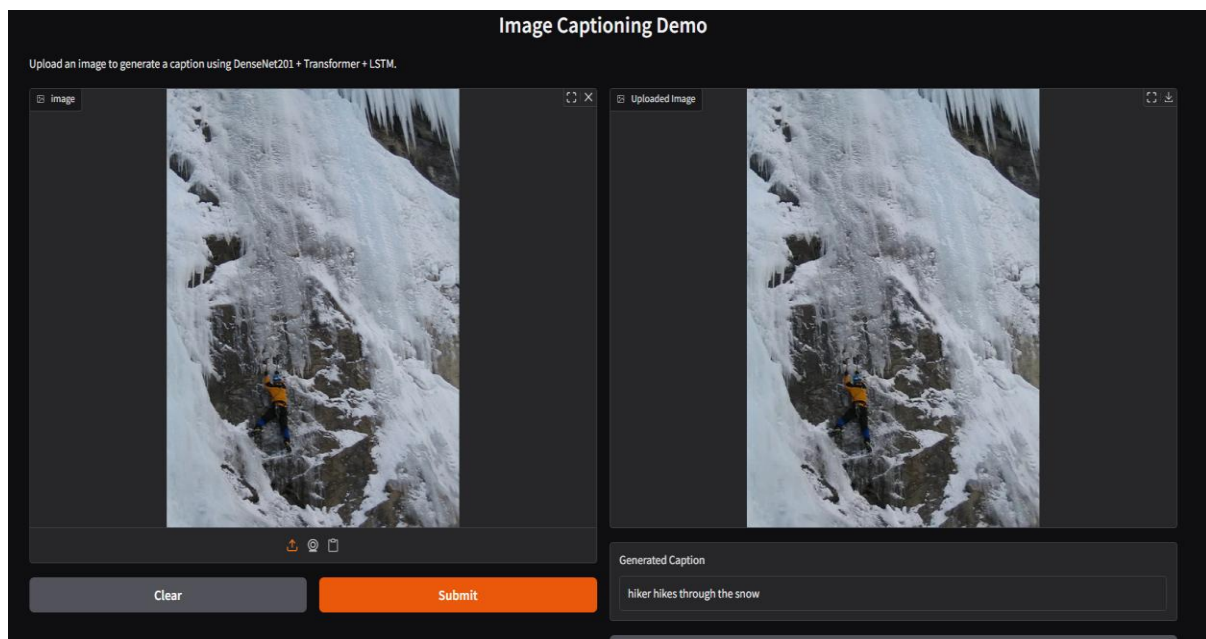 Image Captioning Demo
Upload an image to generate a caption using DenseNet201 + Transformer + LSTM.
image
Uploaded Image
Generated Caption
hiker hikes through the snow
Clear
Submit